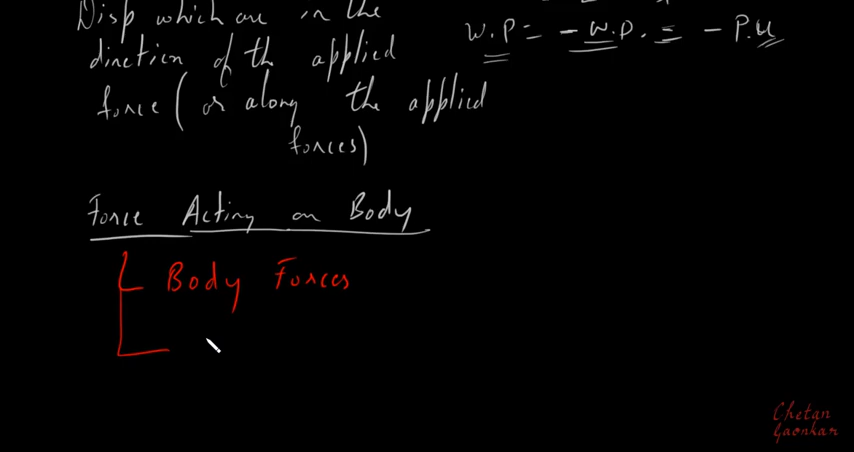 Disp which are in the
direction of the applied
force (or along the applied
forces)
W.P = - W.D. = - P.u
Force Acting on Body
Body Forces
Chetan
Gaonkar